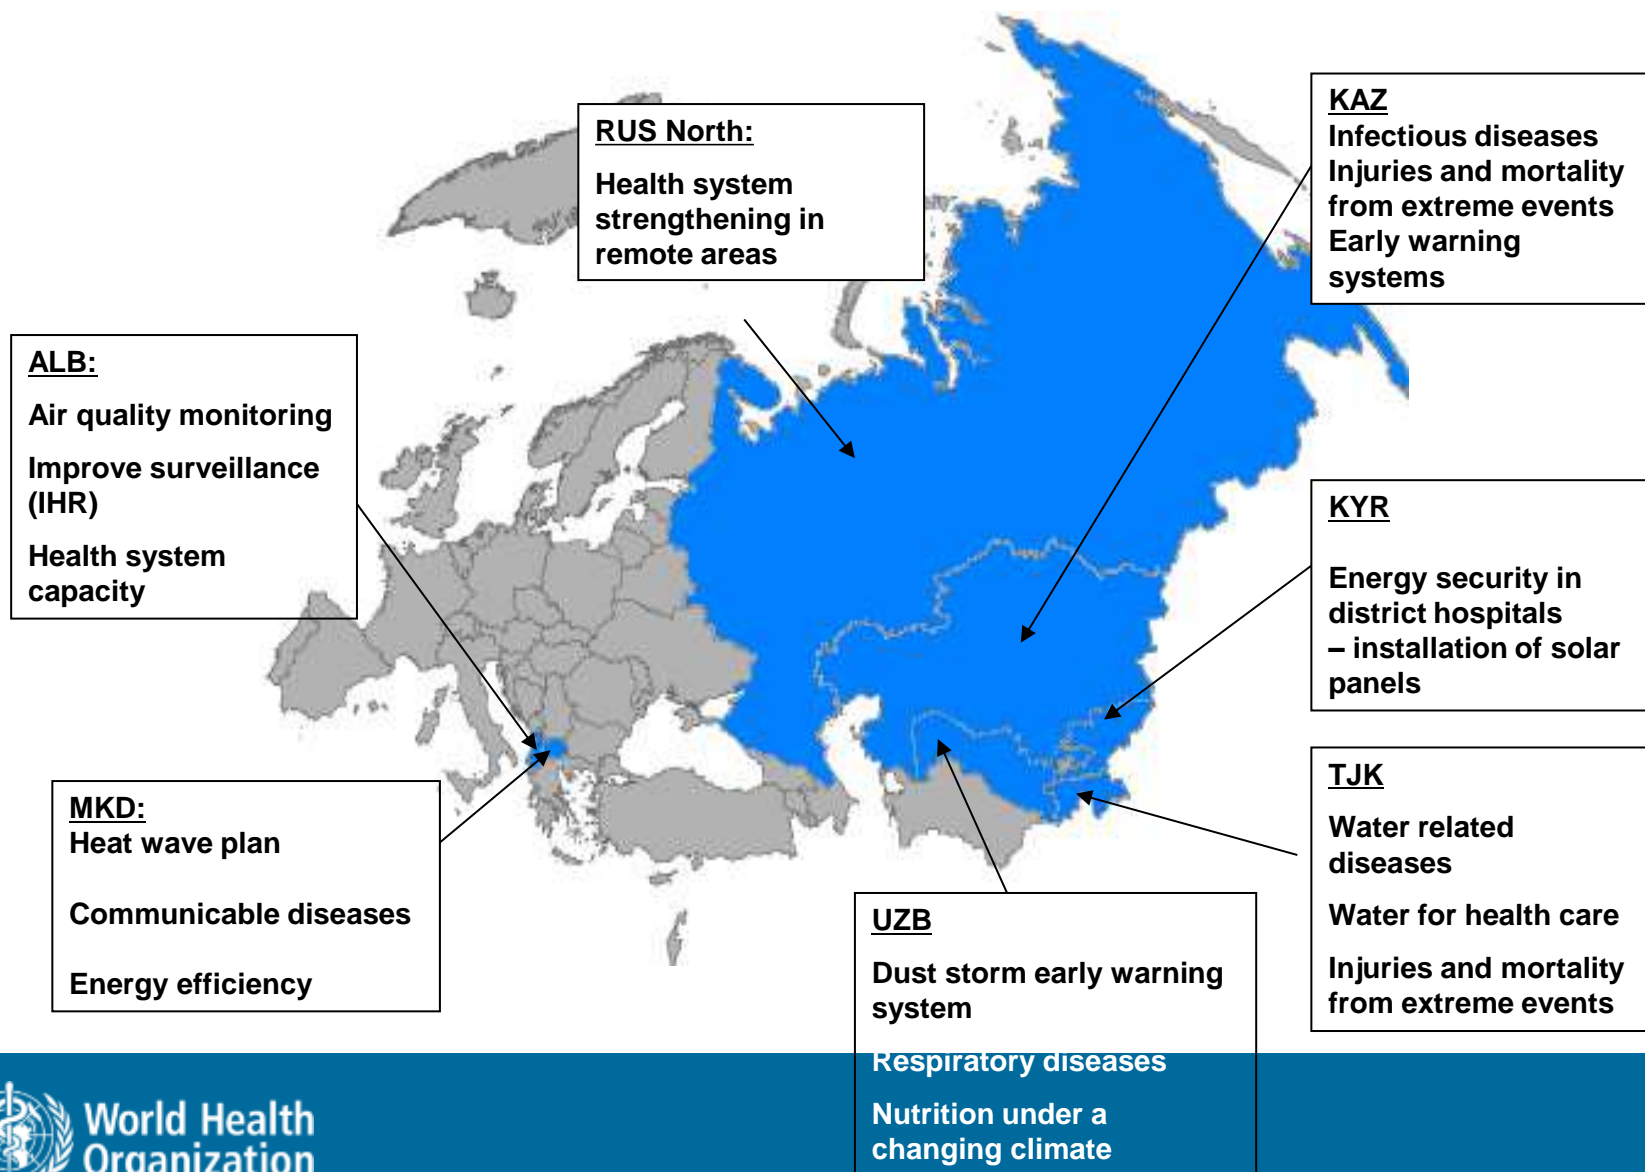 RUS North:
Health system
strengthening in
remote areas
KAZ
Infectious diseases
Injuries and mortality
from extreme events
Early warning
systems
ALB:
Air quality monitoring
Improve surveillance
(IHR)
Health system
capacity
KYR
Energy security in
district hospitals
– installation of solar
panels
MKD:
Heat wave plan
Communicable diseases
Energy efficiency
TJK
Water related
diseases
Water for health care
Injuries and mortality
from extreme events
UZB
Dust storm early warning
system
Respiratory diseases
Nutrition under a
changing climate
World Health
Organization